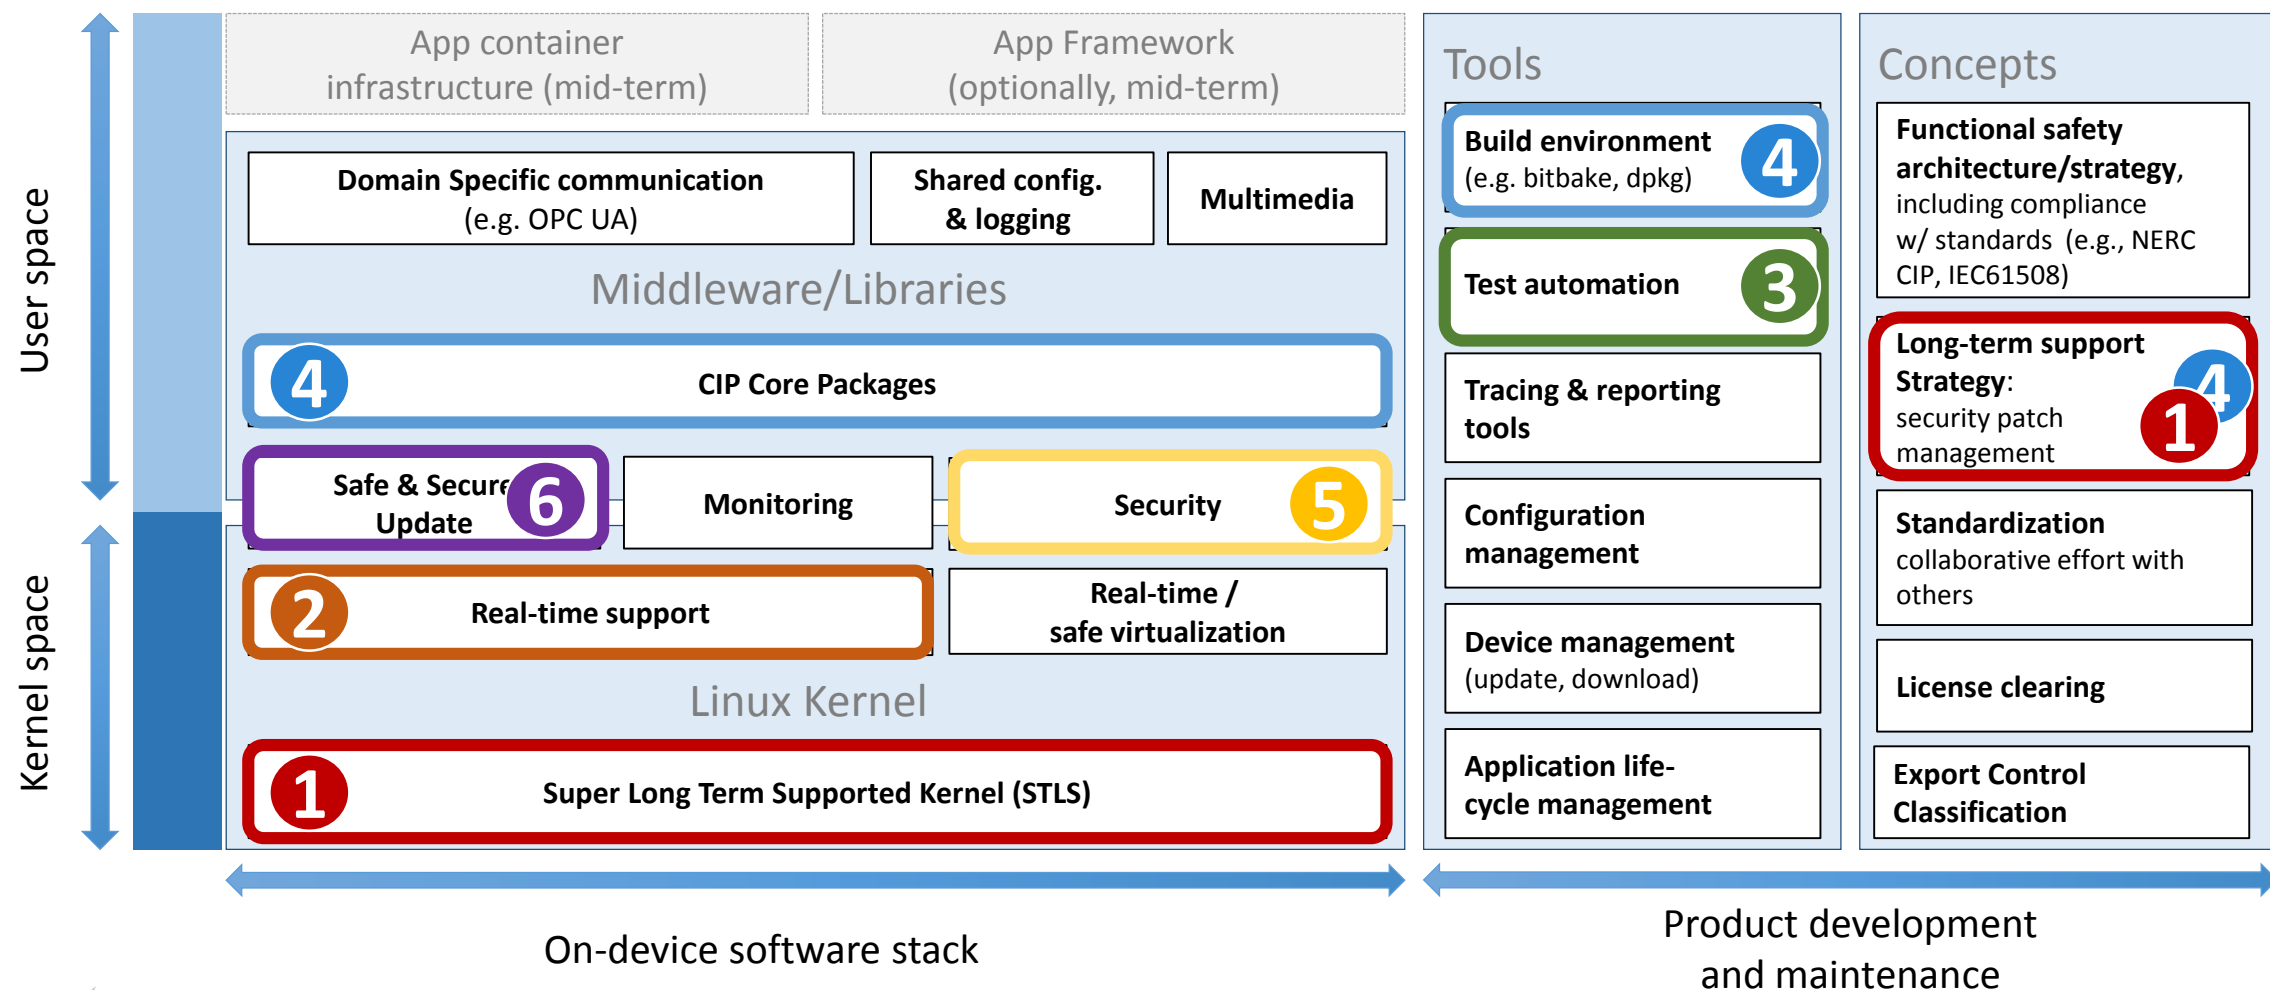 App container
infrastructure (mid-term)
App Framework
(optionally, mid-term)
User space
Kernel space
Domain Specific communication
(e.g. OPC UA)
Shared config.
& logging
Multimedia
Middleware/Libraries
4
CIP Core Packages
Safe & Secure
Update
6
Monitoring
Security
5
2
Real-time support
Real-time /
safe virtualization
Linux Kernel
1
Super Long Term Supported Kernel (STLS)
On-device software stack
Tools
Build environment
(e.g. bitbake, dpkg)
4
Test automation
3
Tracing & reporting
tools
Configuration
management
Device management
(update, download)
Application life-
cycle management
Concepts
Functional safety
architecture/strategy,
including compliance
w/ standards (e.g., NERC
CIP, IEC61508)
Long-term support
Strategy:
security patch
management
4
1
Standardization
collaborative effort with
others
License clearing
Export Control
Classification
Product development
and maintenance